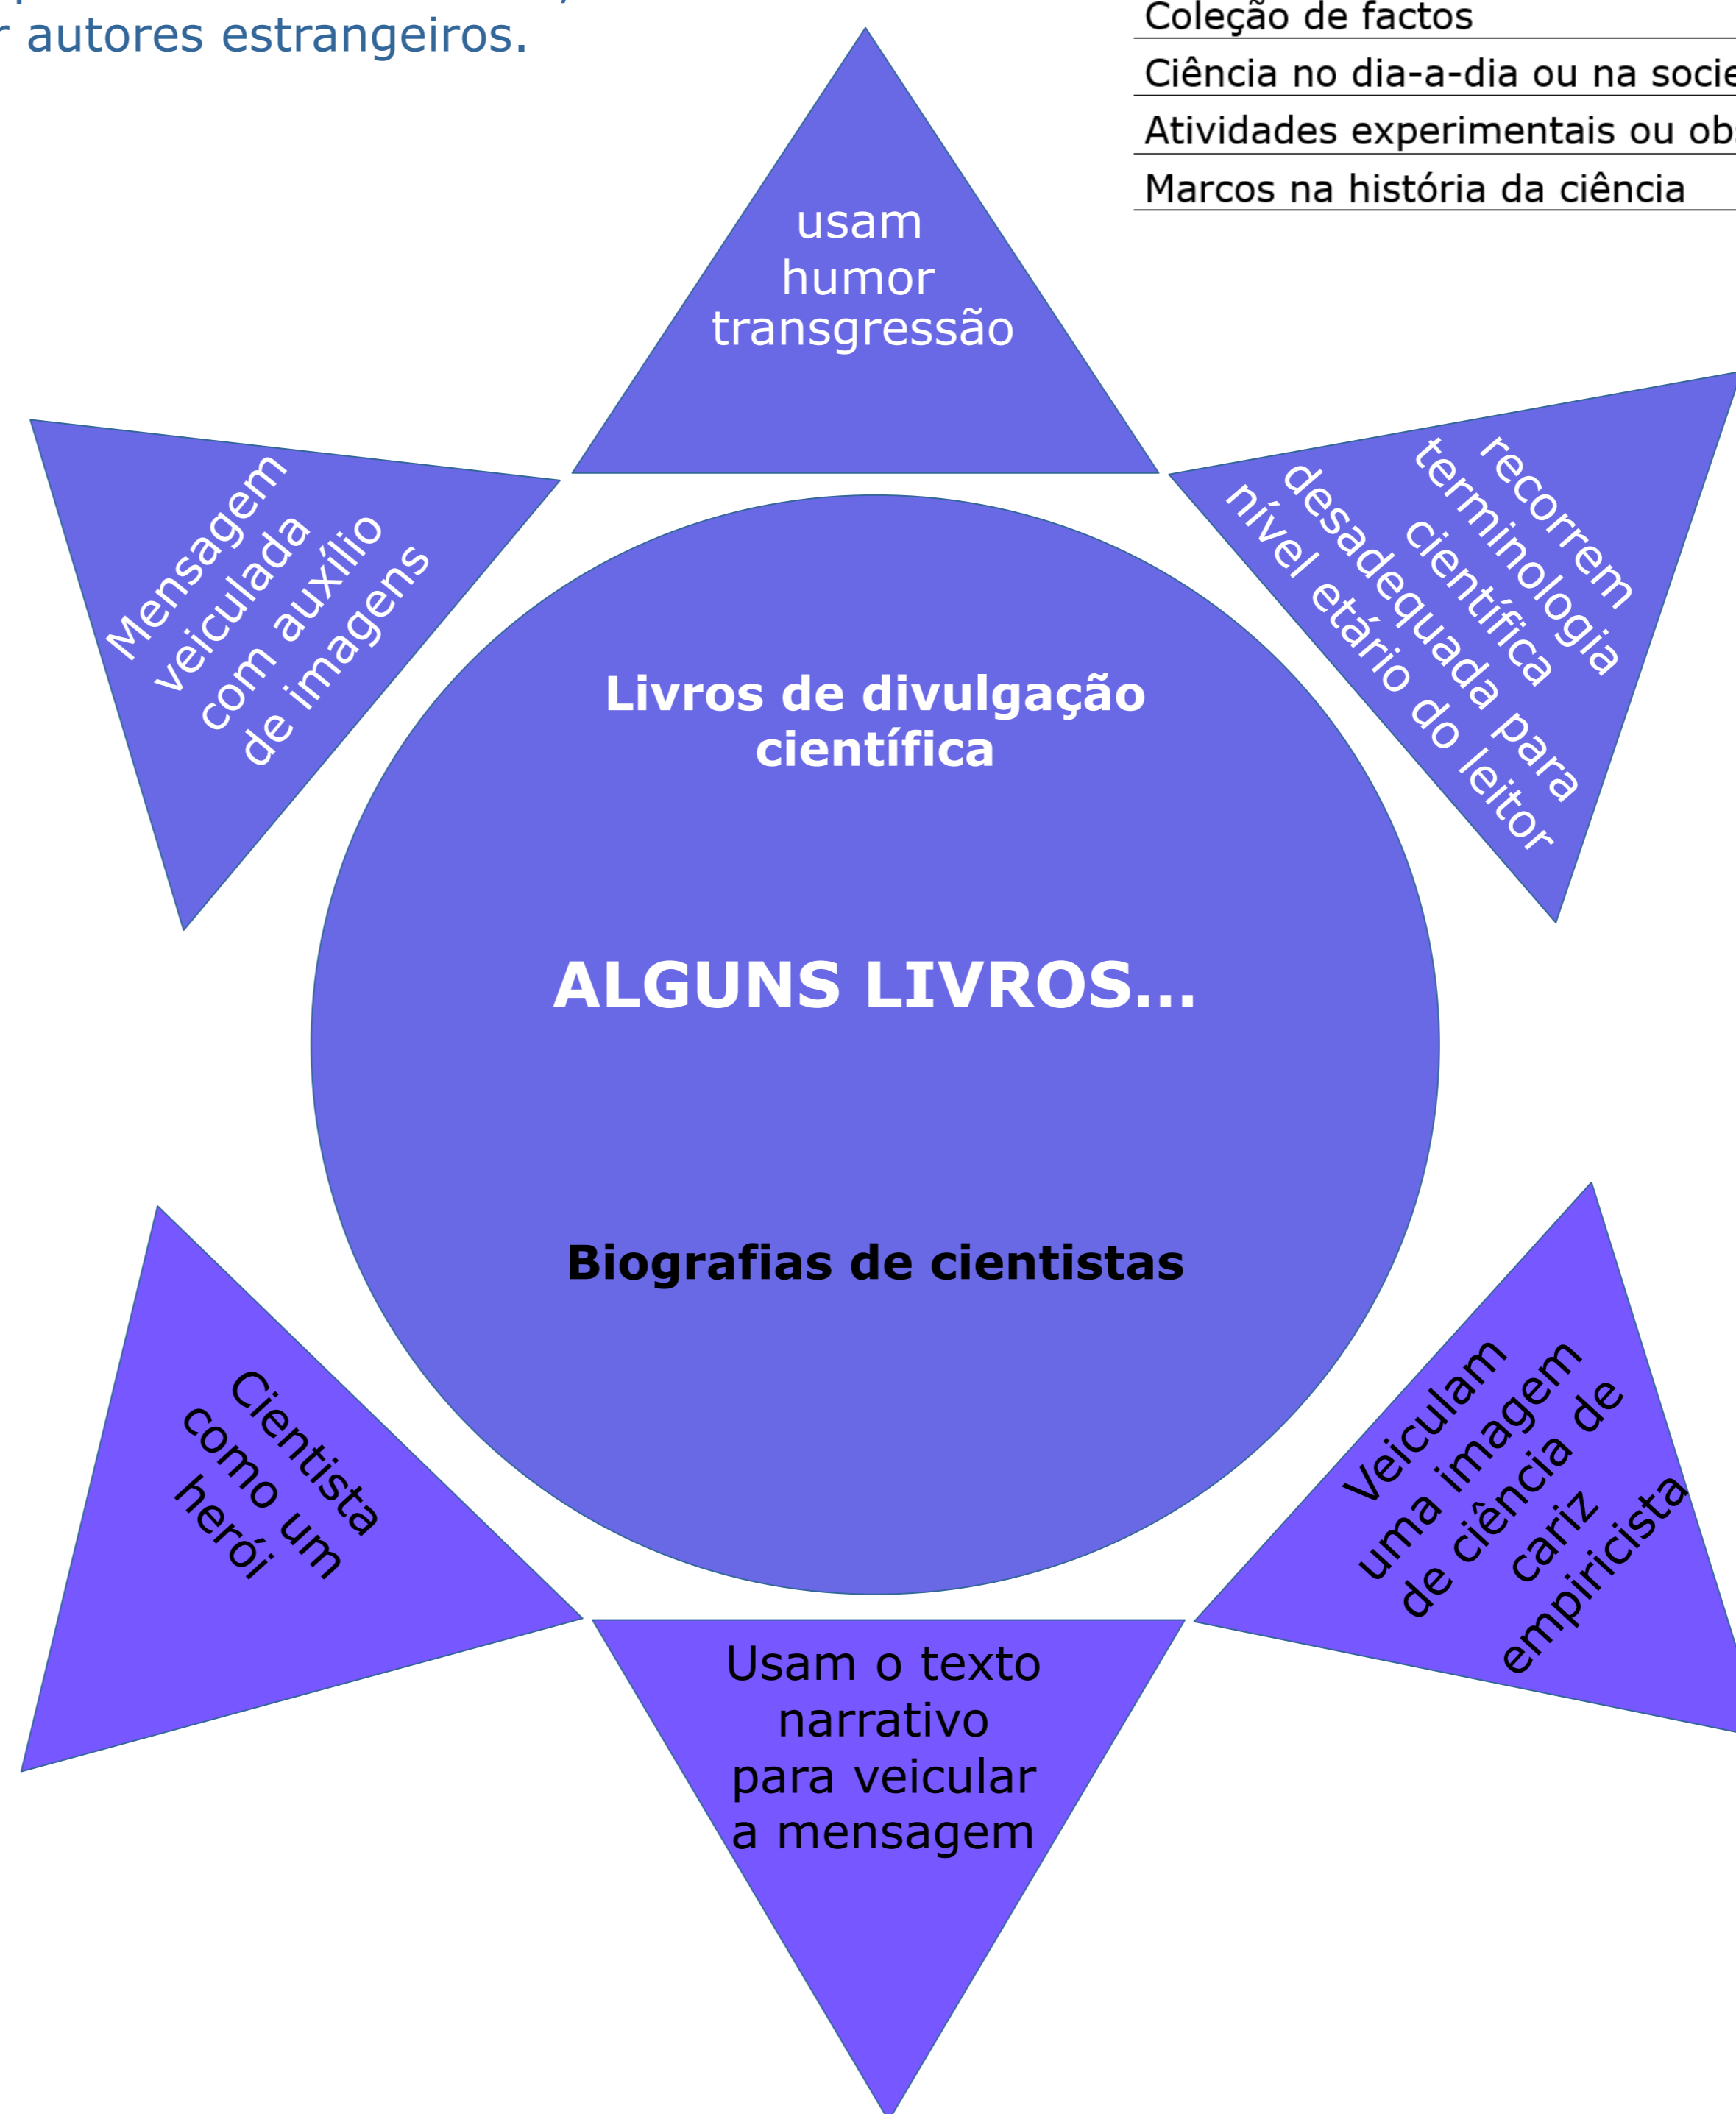 autores estrangeiros.
Coleção de factos
Ciência no dia-a-dia ou na
Atividades experimentais ou
Marcos na história da ciência
usam
humor
transgressão
Mensagem
veiculada
com auxílio
de imagens
recorrem
terminologia
científica
desadequada para
nível etário do leitor
Livros de divulgação
científica
ALGUNS LIVROS...
Biografias de cientistas
Cientista
como um
herói
Veiculam
uma imagem
de ciência de
cariz
empiricista
Usam o texto
narrativo
para veicular
a mensagem